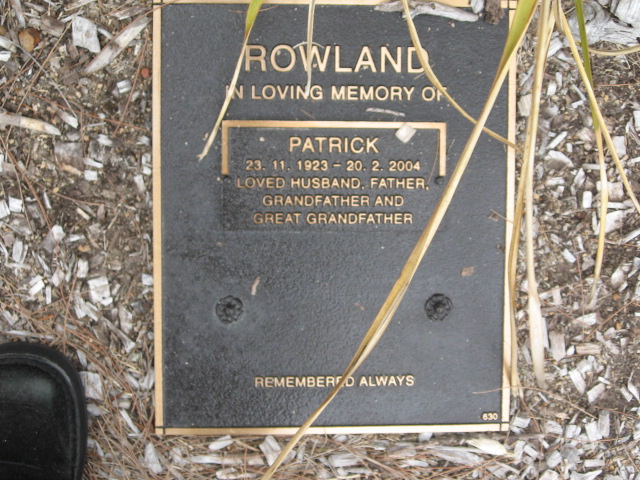 ROWLAND
IN LOVING MEMORY OF
PATRICK
23. 11. 1923 – 20. 2. 2004
LOVED HUSBAND, FATHER,
GRANDFATHER AND
GREAT GRANDFATHER
REMEMBERED ALWAYS
630